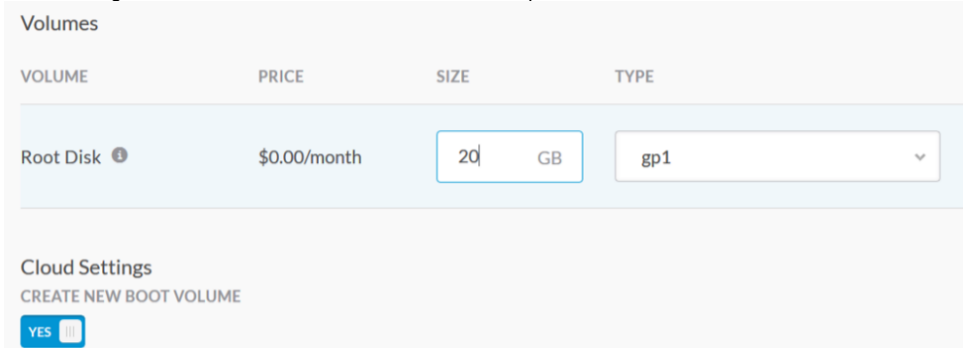 Volumes
VOLUME PRICE SIZE TYPE
Root Disk $0.00/month 20 GB gp1
Cloud Settings
CREATE NEW BOOT VOLUME
YES